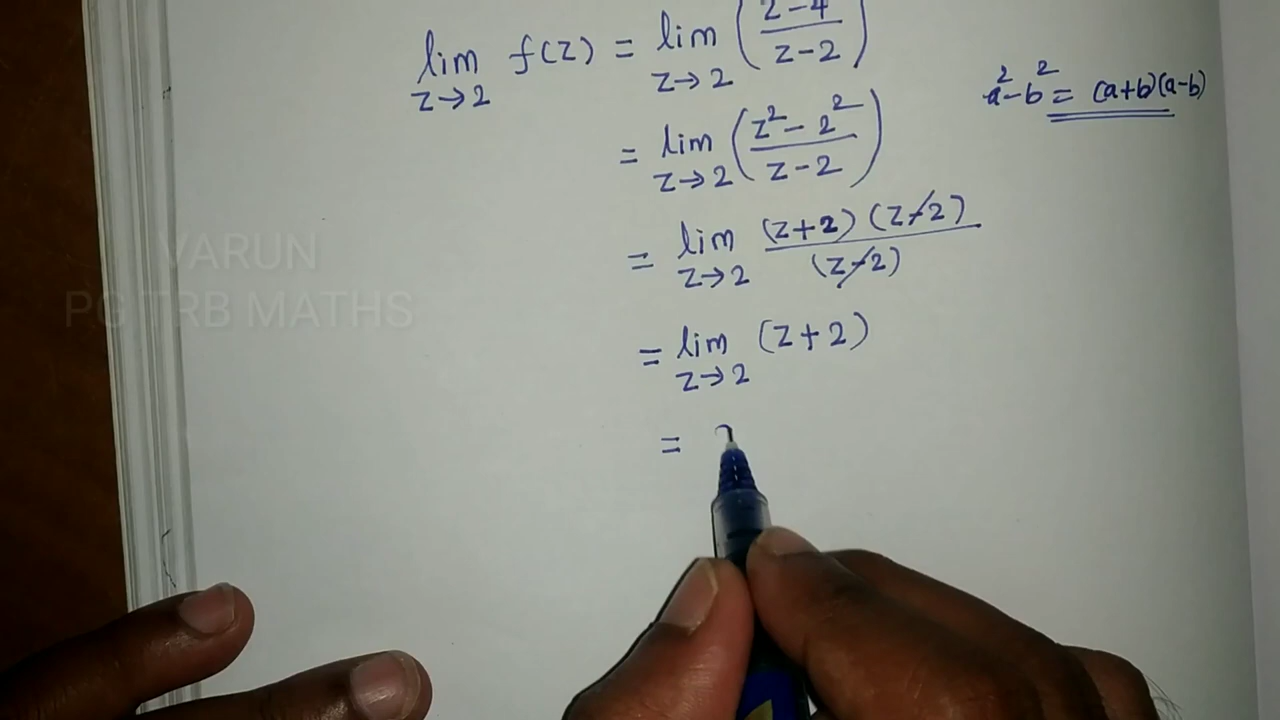 lim z→2 f(z) = lim z→2 (z-4 / z-2)
a²-b² = (a+b)(a-b)
= lim z→2 (z²-2² / z-2)
= lim z→2 (z+2)(z-2) / (z-2)
= lim z→2 (z+2)
=
VARUN
PG TRB MATHS